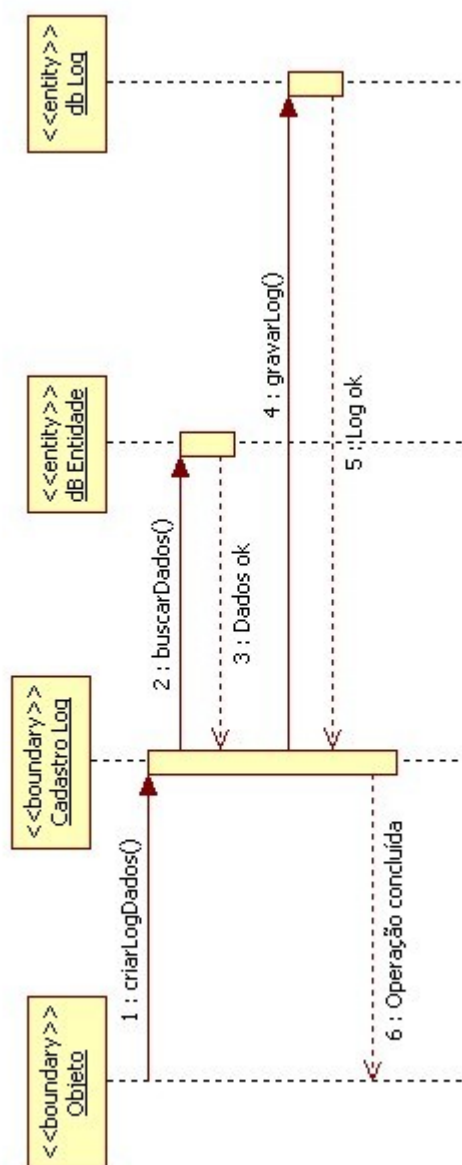 <<boundary>>
Objeto
<<boundary>>
Cadastro Log
<<entity>>
dB Entidade
<<entity>>
db Log
1 : criarLogDados()
2 : buscarDados()
3 : Dados ok
4 : gravarLog()
5 : Log ok
6 : Operação concluída